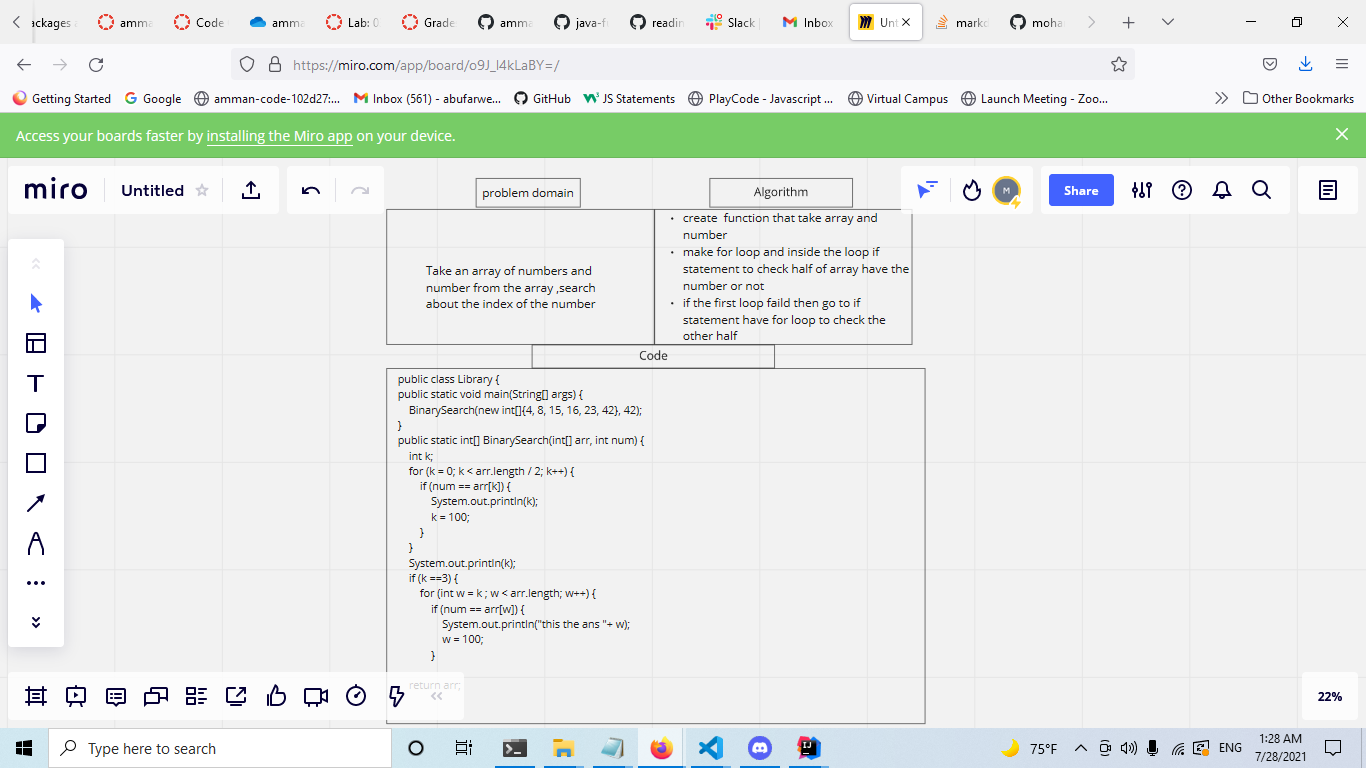 ackages
amma
Code
amma
Lab: 0
Grade
amma
java-f
readin
Slack
Inbox
Unt
markd
moha
https://miro.com/app/board/o9J_l4kLaBY=/
Getting Started
Google
amman-code-102d27:...
Inbox (561) - abufarwe...
GitHub
JS Statements
PlayCode - Javascript ...
Virtual Campus
Launch Meeting - Zoo...
Other Bookmarks
Access your boards faster by installing the Miro app on your device.
miro
Untitled
M
Share
problem domain
Algorithm
Take an array of numbers and
number from the array ,search
about the index of the number
• create function that take array and
number
• make for loop and inside the loop if
statement to check half of array have the
number or not
• if the first loop faild then go to if
statement have for loop to check the
other half
Code
public class Library {
public static void main(String[] args) {
BinarySearch(new int[]{4, 8, 15, 16, 23, 42}, 42);
}
public static int[] BinarySearch(int[] arr, int num) {
int k;
for (k = 0; k < arr.length / 2; k++) {
if (num == arr[k]) {
System.out.println(k);
k = 100;
}
}
System.out.println(k);
if (k ==3) {
for (int w = k ; w < arr.length; w++) {
if (num == arr[w]) {
System.out.println("this the ans "+ w);
w = 100;
}
return arr;
22%
Type here to search
75°F
ENG
1:28 AM
7/28/2021